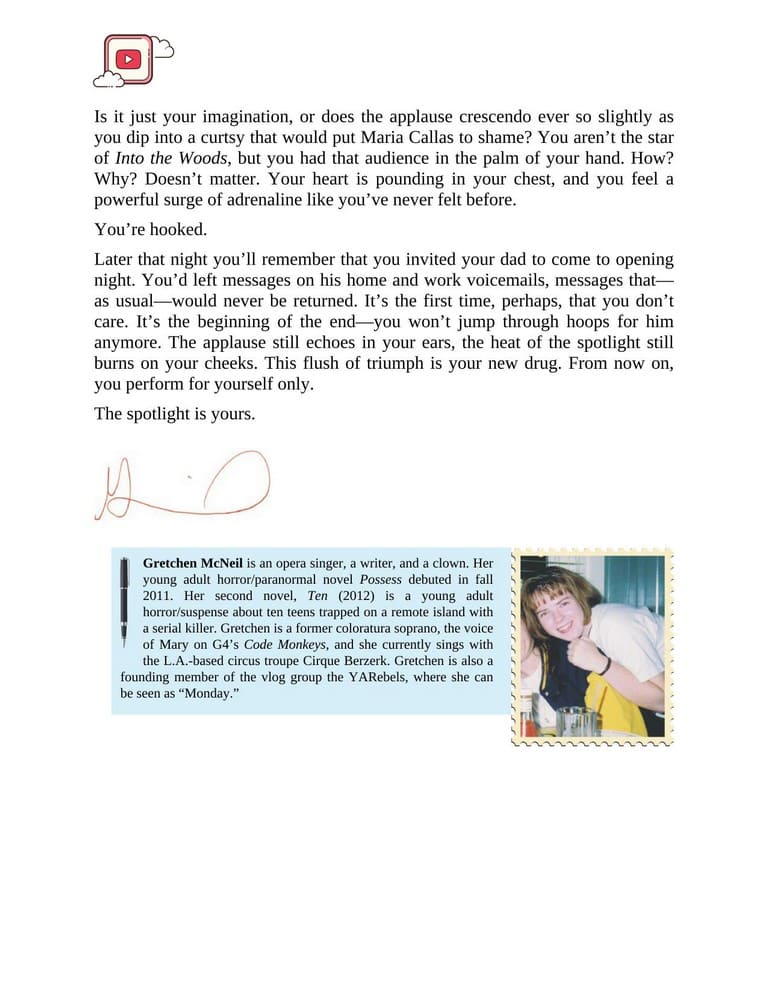 Is it just your imagination, or does the applause crescendo ever so slightly as
you dip into a curtsy that would put Maria Callas to shame? You aren’t the star
of Into the Woods, but you had that audience in the palm of your hand. How?
Why? Doesn’t matter. Your heart is pounding in your chest, and you feel a
powerful surge of adrenaline like you’ve never felt before.
You’re hooked.
Later that night you’ll remember that you invited your dad to come to opening
night. You’d left messages on his home and work voicemails, messages that—
as usual—would never be returned. It’s the first time, perhaps, that you don’t
care. It’s the beginning of the end—you won’t jump through hoops for him
anymore. The applause still echoes in your ears, the heat of the spotlight still
burns on your cheeks. This flush of triumph is your new drug. From now on,
you perform for yourself only.
The spotlight is yours.
Gretchen McNeil is an opera singer, a writer, and a clown. Her
young adult horror/paranormal novel Possess debuted in fall
2011. Her second novel, Ten (2012) is a young adult
horror/suspense about ten teens trapped on a remote island with
a serial killer. Gretchen is a former coloratura soprano, the voice
of Mary on G4’s Code Monkeys, and she currently sings with
the L.A.-based circus troupe Cirque Berzerk. Gretchen is also a
founding member of the vlog group the YARebels, where she can
be seen as “Monday.”